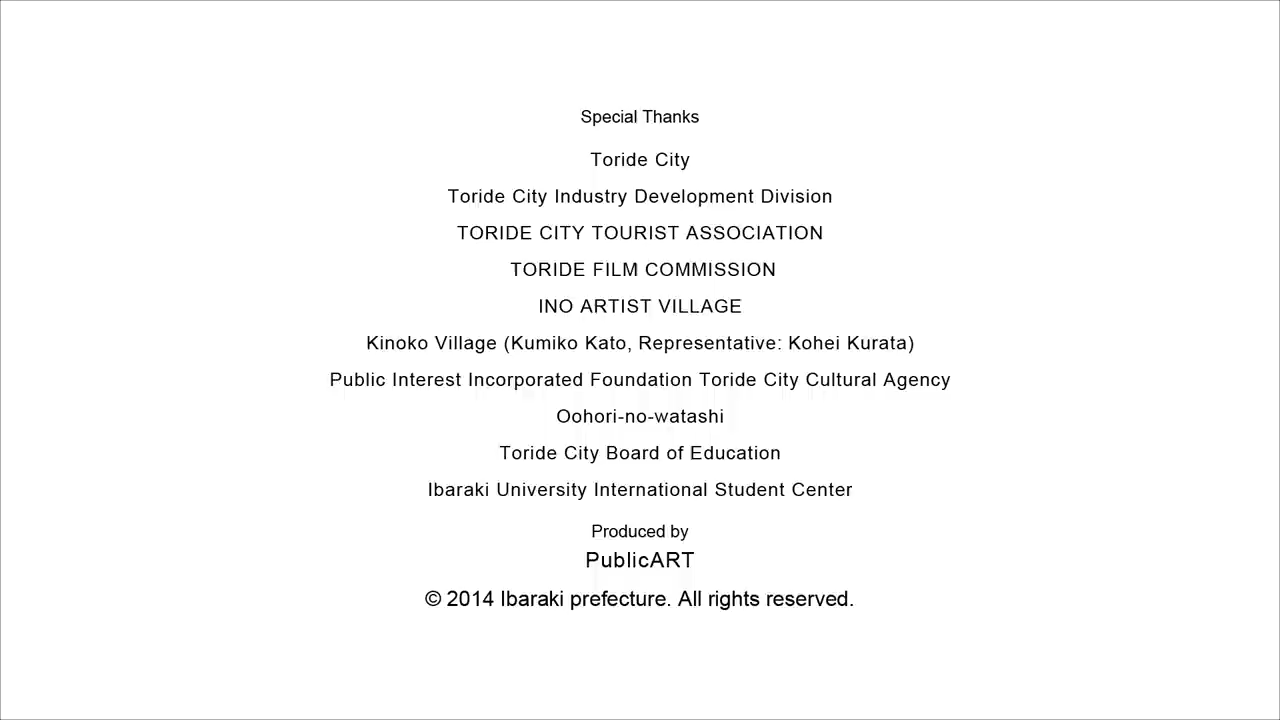 Special Thanks
Toride City
Toride City Industry Development Division
TORIDE CITY TOURIST ASSOCIATION
TORIDE FILM COMMISSION
INO ARTIST VILLAGE
Kinoko Village (Kumiko Kato, Representative: Kohei Kurata)
Public Interest Incorporated Foundation Toride City Cultural Agency
Oohori-no-watashi
Toride City Board of Education
Ibaraki University International Student Center
Produced by
PublicART
© 2014 Ibaraki prefecture. All rights reserved.